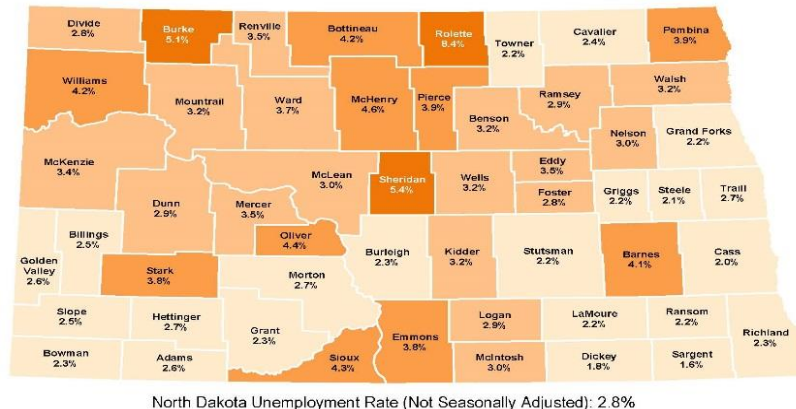 Divide
2.8%
Burke
5.1%
Renville
3.5%
Bottineau
4.2%
Rolette
8.4%
Towner
2.2%
Cavalier
2.4%
Pembina
3.9%
Williams
4.2%
Mountrail
3.2%
Ward
3.7%
McHenry
4.6%
Pierce
3.9%
Benson
3.2%
Ramsey
2.9%
Walsh
3.2%
Nelson
3.0%
Grand Forks
2.2%
McKenzie
3.4%
Dunn
2.9%
McLean
3.0%
Mercer
3.5%
Oliver
4.4%
Sheridan
5.4%
Wells
3.2%
Eddy
3.5%
Foster
2.8%
Griggs
2.2%
Steele
2.1%
Traill
2.7%
Golden
Valley
2.6%
Billings
2.5%
Stark
3.8%
Morton
2.7%
Burleigh
2.3%
Kidder
3.2%
Stutsman
2.2%
Barnes
4.1%
Cass
2.0%
Slope
2.5%
Hettinger
2.7%
Grant
2.3%
Bowman
2.3%
Adams
2.6%
Sioux
4.3%
Emmons
3.8%
Logan
2.9%
McIntosh
3.0%
LaMoure
2.2%
Dickey
1.8%
Ransom
2.2%
Sargent
1.6%
Richland
2.3%
North Dakota Unemployment Rate (Not Seasonally Adjusted): 2.8%